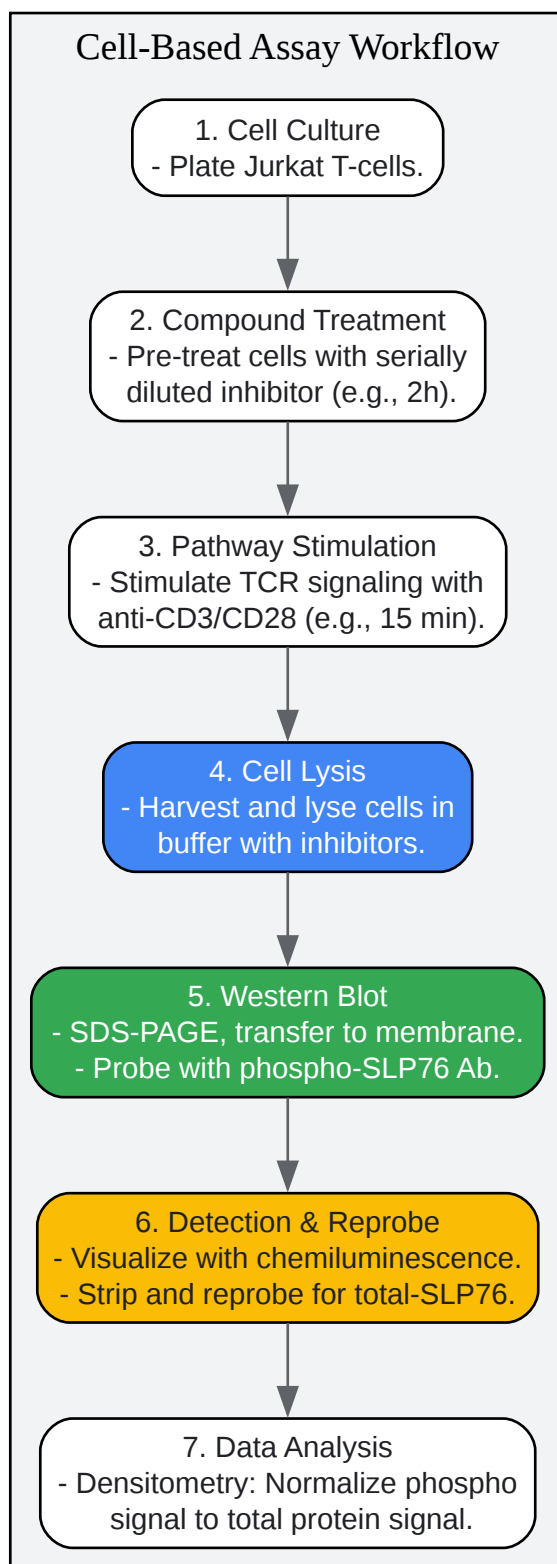 Cell-Based Assay Workflow
1. Cell Culture
- Plate Jurkat T-cells.
2. Compound Treatment
- Pre-treat cells with serially
diluted inhibitor (e.g., 2h).
3. Pathway Stimulation
- Stimulate TCR signaling with
anti-CD3/CD28 (e.g., 15 min).
4. Cell Lysis
- Harvest and lyse cells in
buffer with inhibitors.
5. Western Blot
- SDS-PAGE, transfer to membrane.
- Probe with phospho-SLP76 Ab.
6. Detection & Reprobe
- Visualize with chemiluminescence.
- Strip and reprobe for total-SLP76.
7. Data Analysis
- Densitometry: Normalize phospho
signal to total protein signal.